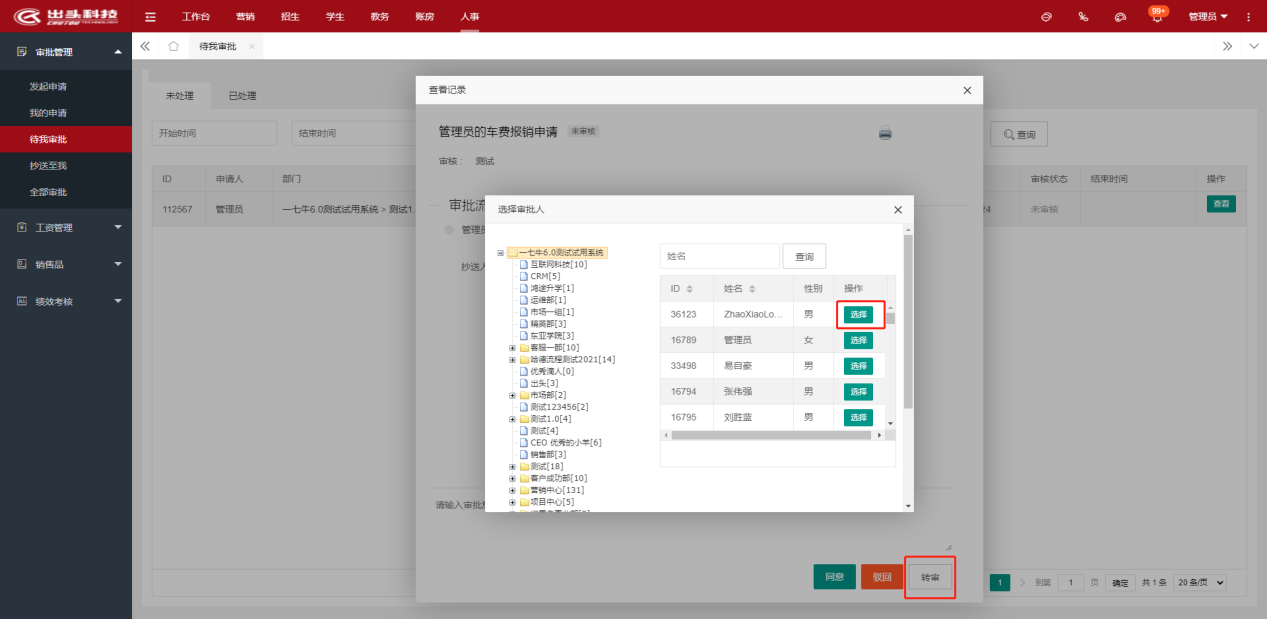 出头科技
CHUTOU TECHNOLOGY
工作台 营销 招生 学生 教务 账房 人事
99+
管理员
审批管理
发起申请
我的申请
待我审批
抄送至我
全部审批
工资管理
销售品
绩效考核
待我审批
未处理 已处理
开始时间 结束时间 查询
ID 申请人 部门 审核状态 结束时间 操作
112567 管理员 一七牛6.0测试试用系统 > 测试1. 24 未审核 查看
查看记录
管理员的车费报销申请 未审核
审核： 测试
审批流
管理员
抄送人
请输入审批
同意 驳回 转审
1 到第 1 页 确定 共 1 条 20 条/页
选择审批人
一七牛6.0测试试用系统
互联网科技[10]
CRM[5]
鸿途升学[1]
运维部[1]
市场一组[1]
精英部[3]
东亚学院[3]
客服一部[10]
哈德流程测试2021[14]
优秀滴人[0]
出头[3]
市场部[2]
测试123456[2]
测试1.0[4]
测试[4]
CEO 优秀的小羊[6]
销售部[3]
测试[18]
客户成功部[10]
营销中心[131]
项目中心[5]
姓名 查询
ID 姓名 性别 操作
36123 ZhaoXiaoLo... 男 选择
16789 管理员 女 选择
33498 易自豪 男 选择
16794 张伟强 男 选择
16795 刘胜蓝 男 选择